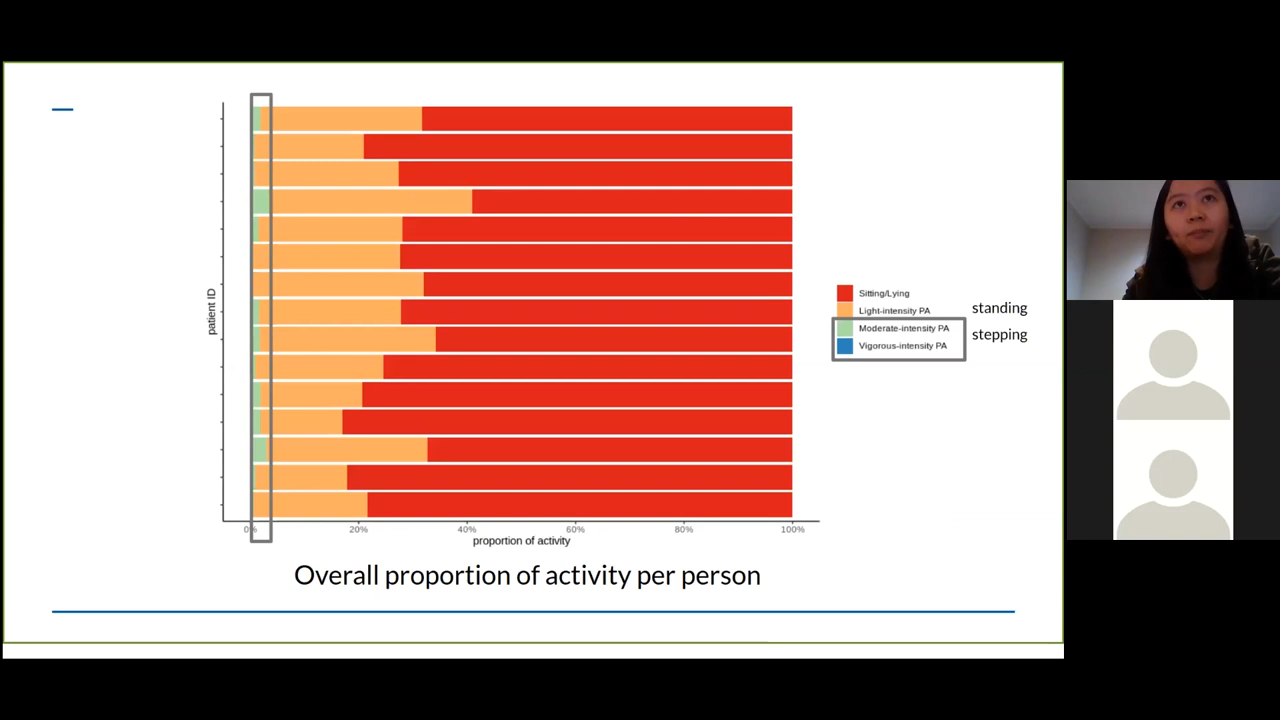 patient ID
0%
20%
40%
60%
80%
100%
proportion of activity
Sitting/Lying
Light-intensity PA
Moderate-intensity PA
Vigorous-intensity PA
standing
stepping
Overall proportion of activity per person